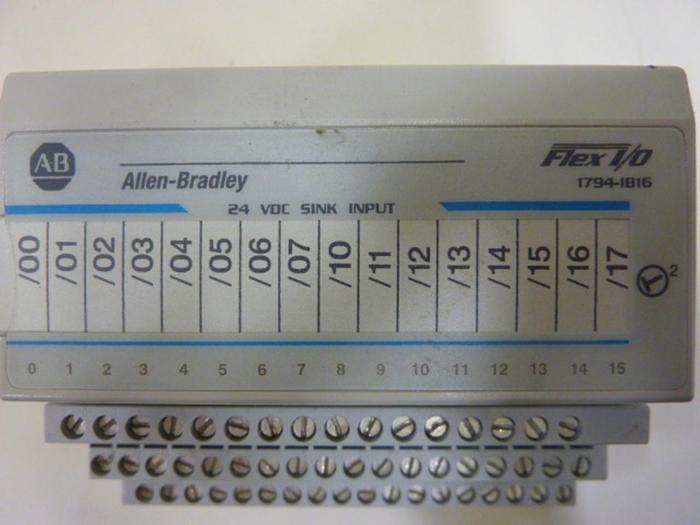 AB
Allen-Bradley
Flex I/O
1794-IB16
24 VDC SINK INPUT
/00 /01 /02 /03 /04 /05 /06 /07 /10 /11 /12 /13 /14 /15 /16 /17
2
0 1 2 3 4 5 6 7 8 9 10 11 12 13 14 15